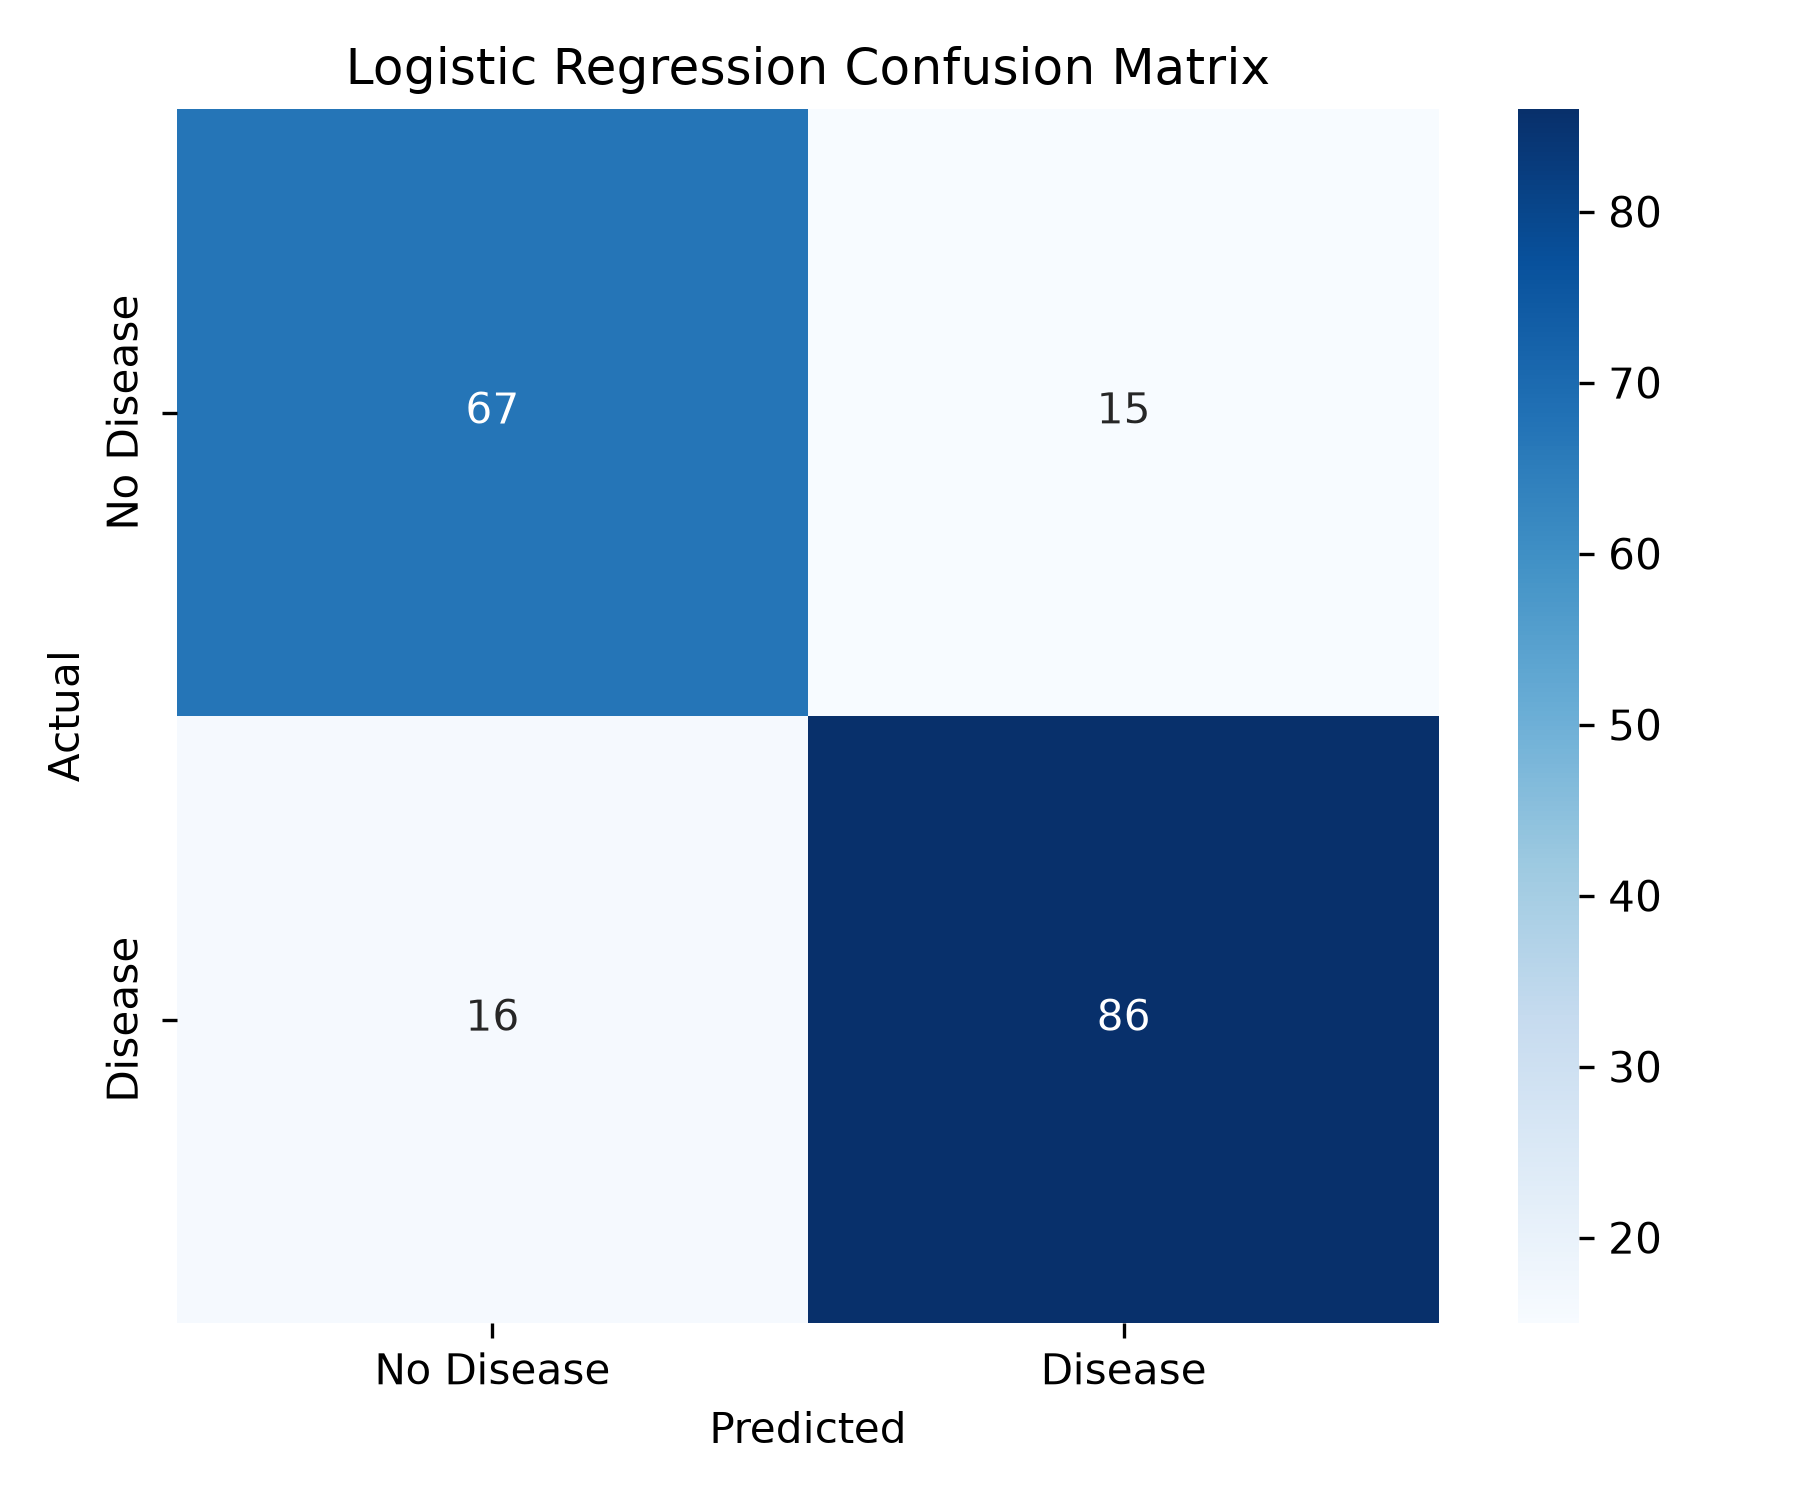 Logistic Regression Confusion Matrix
No Disease
Disease
Actual
67
15
16
86
No Disease
Disease
Predicted
80
70
60
50
40
30
20